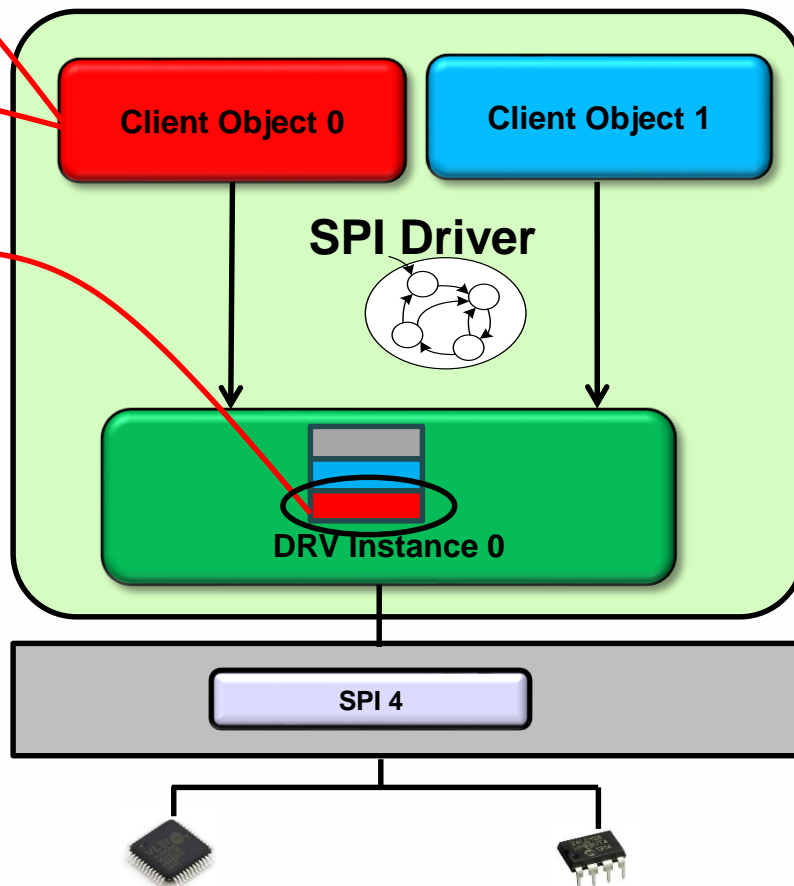 Client Object 0
Client Object 1
SPI Driver
DRV Instance 0
SPI 4